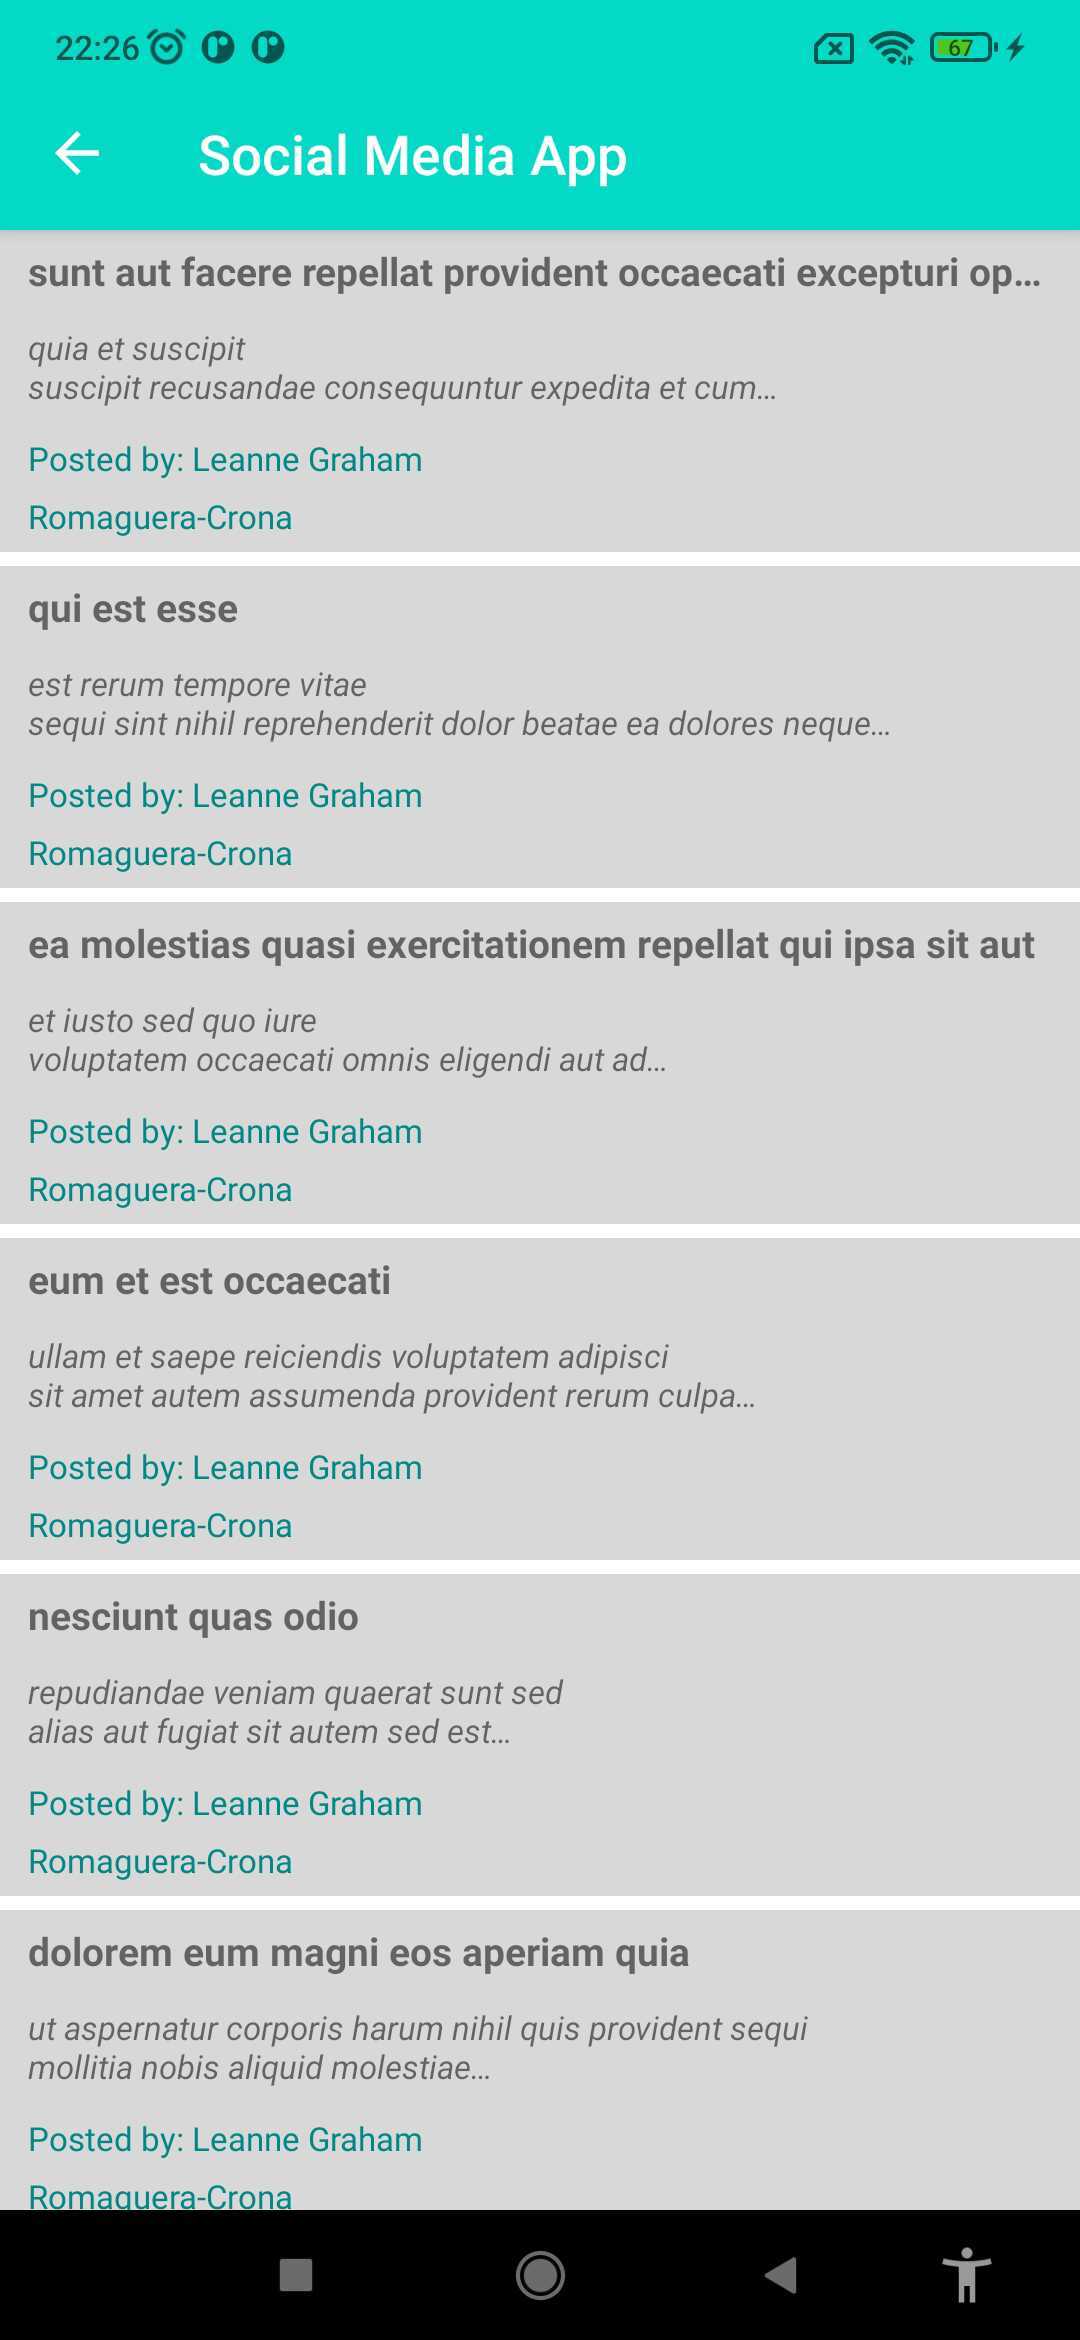 22:26
67
Social Media App
sunt aut facere repellat provident occaecati excepturi op...
quia et suscipit
suscipit recusandae consequuntur expedita et cum...
Posted by: Leanne Graham
Romaguera-Crona
qui est esse
est rerum tempore vitae
sequi sint nihil reprehenderit dolor beatae ea dolores neque...
Posted by: Leanne Graham
Romaguera-Crona
ea molestias quasi exercitationem repellat qui ipsa sit aut
et iusto sed quo iure
voluptatem occaecati omnis eligendi aut ad...
Posted by: Leanne Graham
Romaguera-Crona
eum et est occaecati
ullam et saepe reiciendis voluptatem adipisci
sit amet autem assumenda provident rerum culpa...
Posted by: Leanne Graham
Romaguera-Crona
nesciunt quas odio
repudiandae veniam quaerat sunt sed
alias aut fugiat sit autem sed est...
Posted by: Leanne Graham
Romaguera-Crona
dolorem eum magni eos aperiam quia
ut aspernatur corporis harum nihil quis provident sequi
mollitia nobis aliquid molestiae...
Posted by: Leanne Graham
Romaguera-Crona